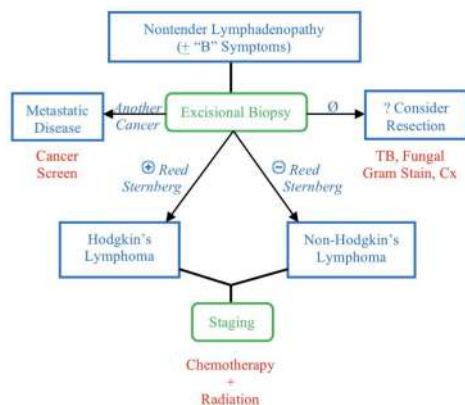 Nontender Lymphadenopathy
(± “B” Symptoms)
Metastatic
Disease
Another
Cancer
Excisional Biopsy
Ø
? Consider
Resection
Cancer
Screen
TB, Fungal
Gram Stain, Cx
⊕ Reed
Sternberg
⊖ Reed
Sternberg
Hodgkin’s
Lymphoma
Non-Hodgkin’s
Lymphoma
Staging
Chemotherapy
+
Radiation